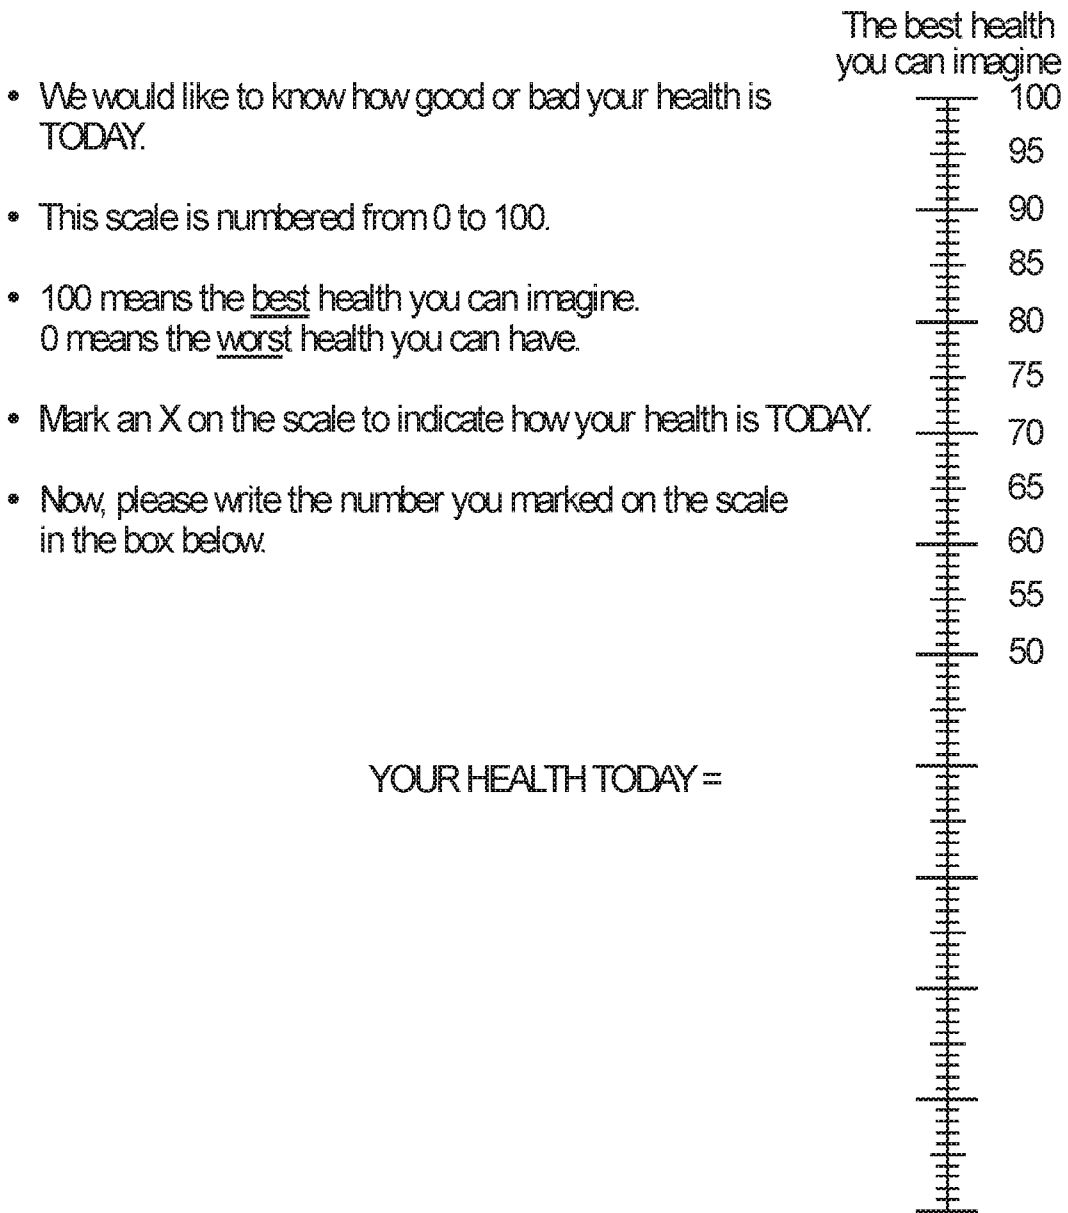 The best health
you can imagine
• We would like to know how good or bad your health is
TODAY.
• This scale is numbered from 0 to 100.
• 100 means the best health you can imagine.
0 means the worst health you can have.
• Mark an X on the scale to indicate how your health is TODAY.
• Now, please write the number you marked on the scale
in the box below.
YOUR HEALTH TODAY =
100
95
90
85
80
75
70
65
60
55
50